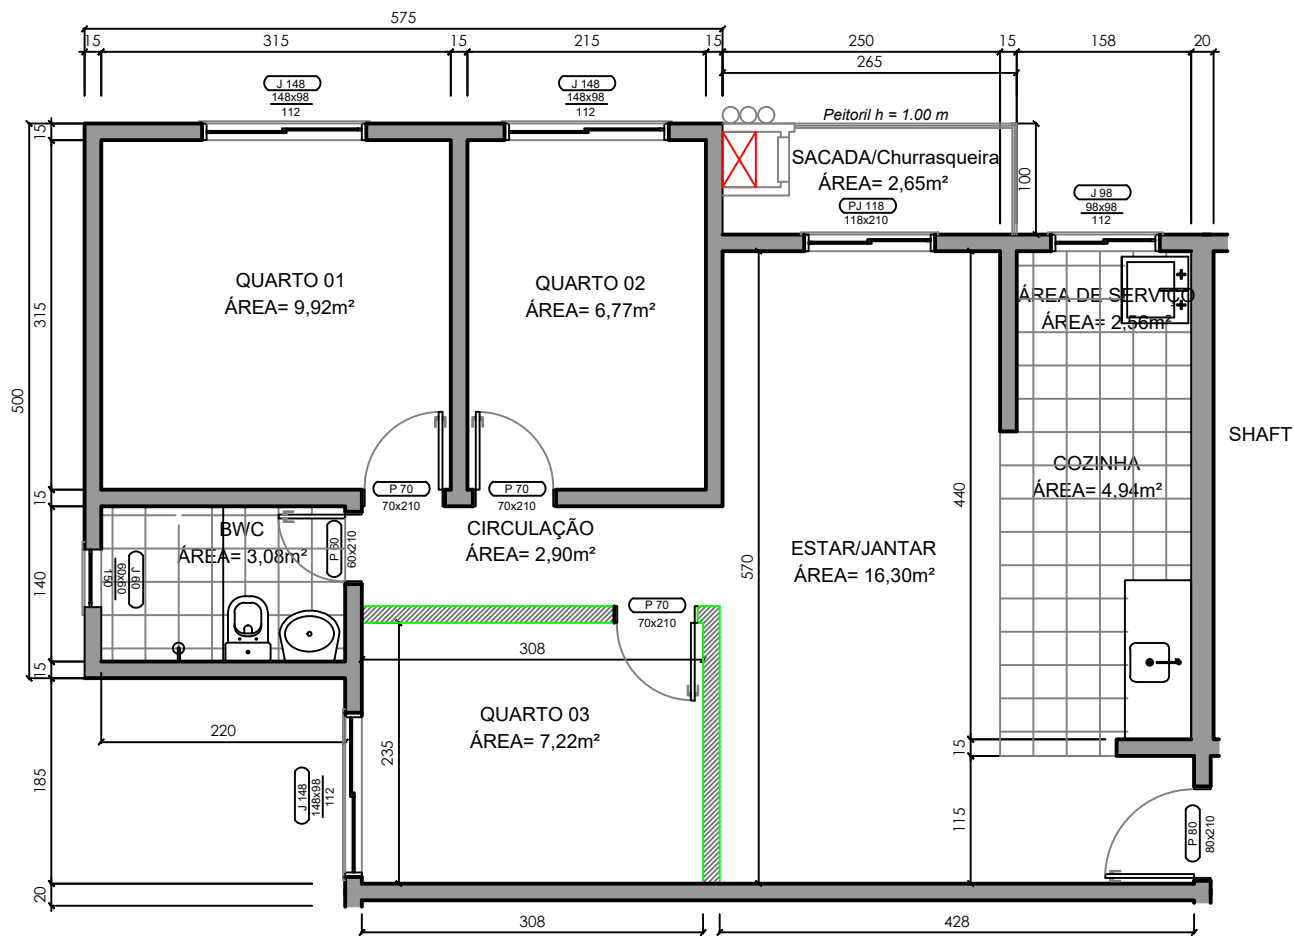 575
15
315
15
215
15
250
15
158
20
265
J 148
148x98
112
J 148
148x98
112
Peitoril h = 1.00 m
15
SACADA/Churrasqueira
ÁREA= 2,65m²
100
J 98
98x98
112
PJ 118
118x210
QUARTO 01
ÁREA= 9,92m²
QUARTO 02
ÁREA= 6,77m²
ÁREA DE SERVIÇO
ÁREA= 2,56m²
315
500
SHAFT
COZINHA
ÁREA= 4,94m²
440
P 70
70x210
P 70
70x210
15
BWC
ÁREA= 3,08m²
P 60
60x210
CIRCULAÇÃO
ÁREA= 2,90m²
ESTAR/JANTAR
ÁREA= 16,30m²
570
J 60
60x60
150
140
P 70
70x210
15
308
QUARTO 03
ÁREA= 7,22m²
220
235
15
185
J 148
148x98
112
115
P 80
80x210
20
308
428